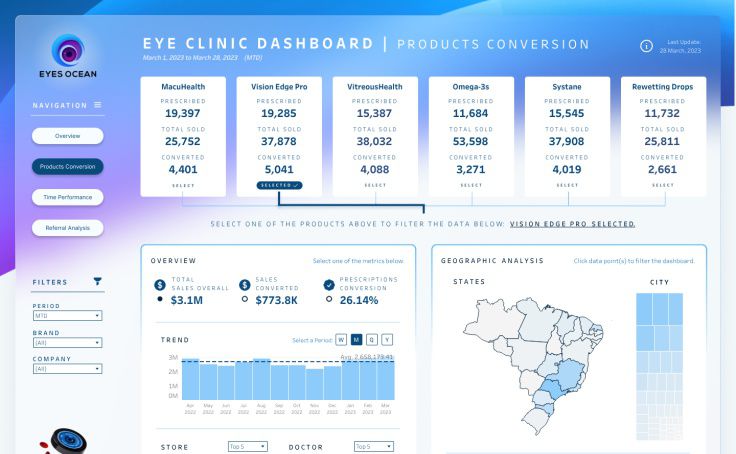 EYES OCEAN
EYE CLINIC DASHBOARD | PRODUCTS CONVERSION
March 1, 2023 to March 28, 2023 (MTD)
Last Update:
28 March, 2023
NAVIGATION
Overview
Products Conversion
Time Performance
Referral Analysis
FILTERS
PERIOD
MTD
BRAND
(All)
COMPANY
(All)
MacuHealth
PRESCRIBED
19,397
TOTAL SOLD
25,752
CONVERTED
4,401
SELECT
Vision Edge Pro
PRESCRIBED
19,285
TOTAL SOLD
37,878
CONVERTED
5,041
SELECTED
VitreousHealth
PRESCRIBED
15,387
TOTAL SOLD
38,032
CONVERTED
4,088
SELECT
Omega-3s
PRESCRIBED
11,684
TOTAL SOLD
53,598
CONVERTED
3,271
SELECT
Systane
PRESCRIBED
15,545
TOTAL SOLD
37,908
CONVERTED
4,019
SELECT
Rewetting Drops
PRESCRIBED
11,732
TOTAL SOLD
25,811
CONVERTED
2,661
SELECT
SELECT ONE OF THE PRODUCTS ABOVE TO FILTER THE DATA BELOW: VISION EDGE PRO SELECTED.
OVERVIEW
Select one of the metrics below.
TOTAL
SALES OVERALL
$3.1M
SALES
CONVERTED
$773.8K
PRESCRIPTIONS
CONVERSION
26.14%
TREND
Select a Period:
W
M
Q
Y
Avg. 2,658,173.41
3M
2M
1M
0M
Apr 2022
May 2022
Jun 2022
Jul 2022
Aug 2022
Sep 2022
Oct 2022
Nov 2022
Dec 2022
Jan 2023
Feb 2023
Mar 2023
STORE
Top 5
DOCTOR
Top 5
GEOGRAPHIC ANALYSIS
Click data point(s) to filter the dashboard.
STATES
CITY